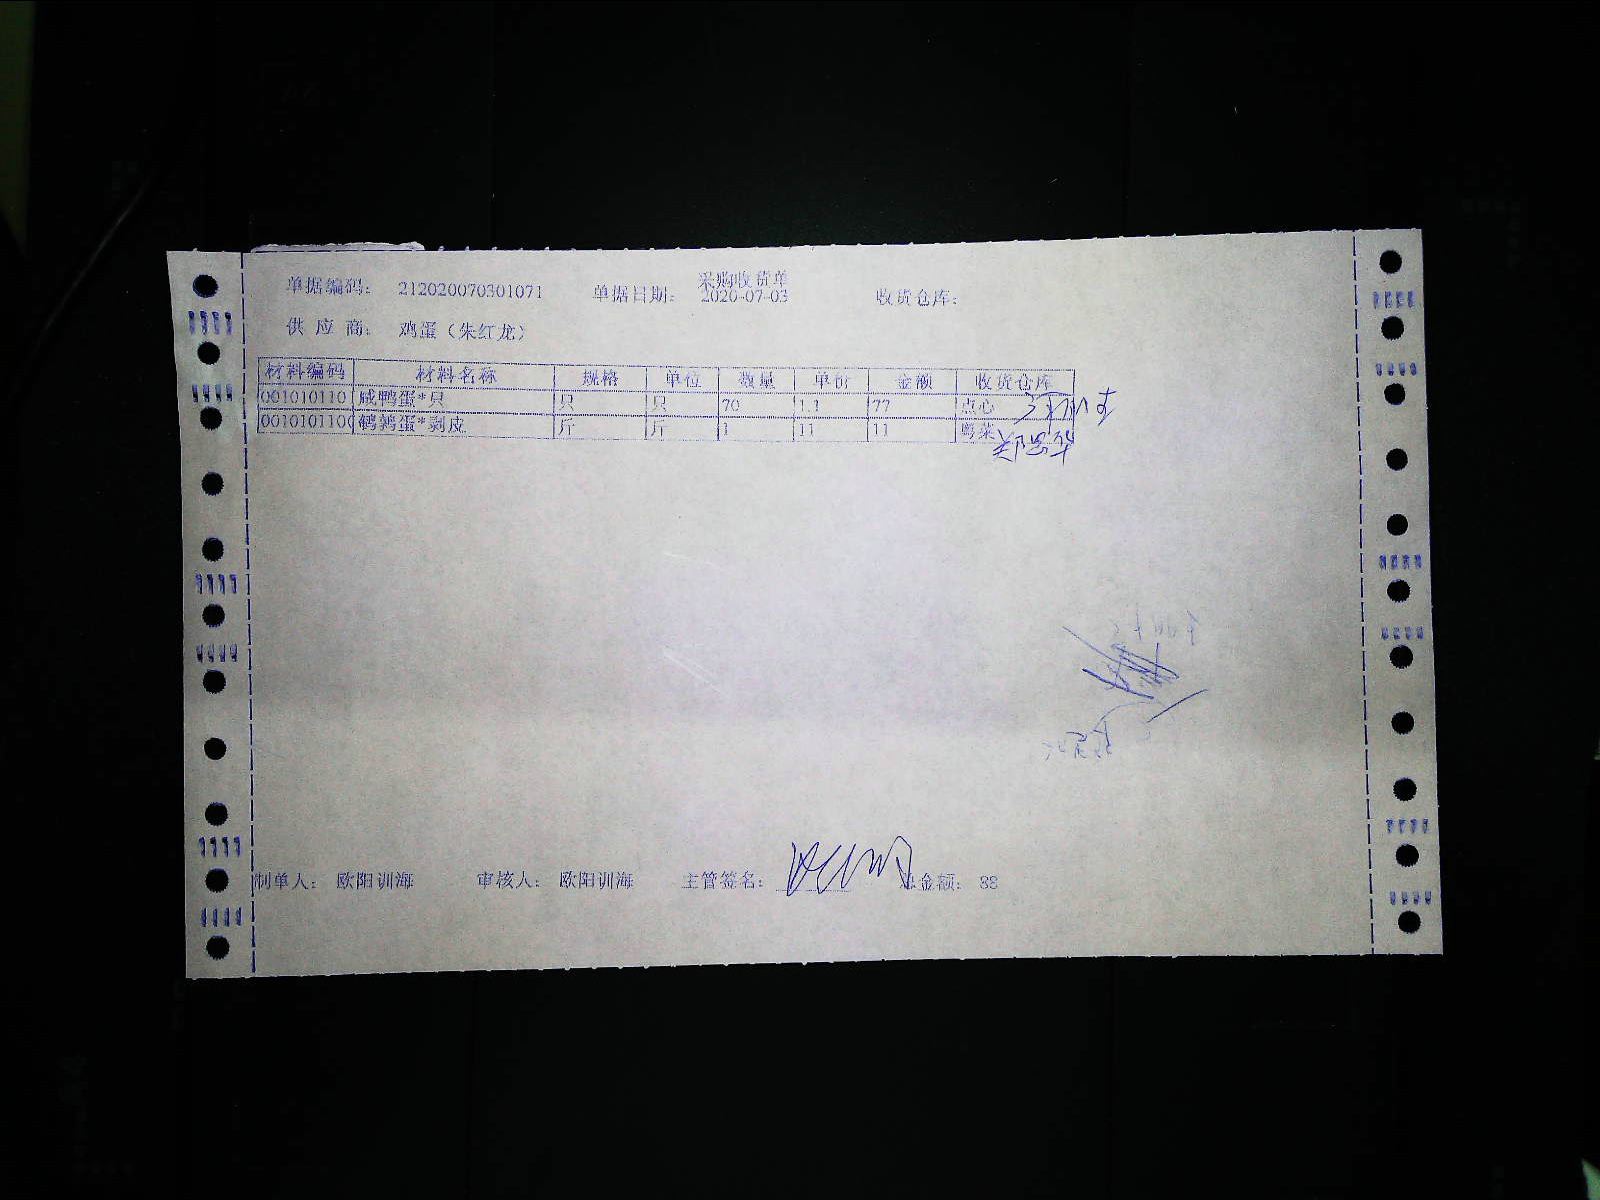 采购收货单
单据编码： 212020070301071 单据日期： 2020-07-03 收货仓库：
供应商： 鸡蛋（朱红龙）
材料编码 材料名称 规格 单位 数量 单价 金额 收货仓库
001010110 咸鸭蛋*只 只 只 70 1.1 77 点心
0010101100 鹌鹑蛋*剥皮 斤 斤 1 11 11 粤菜
制单人： 欧阳训海 审核人： 欧阳训海 主管签名： 总金额： 88